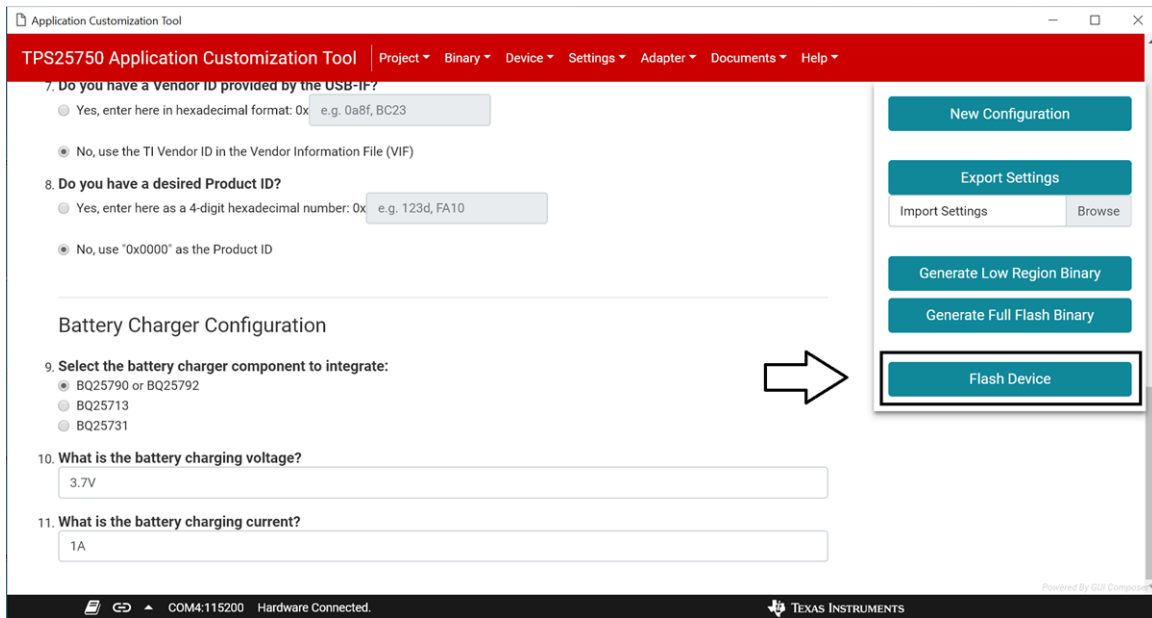 Application Customization Tool
TPS25750 Application Customization Tool Project Binary Device Settings Adapter Documents Help
7. Do you have a Vendor ID provided by the USB-IF?
Yes, enter here in hexadecimal format: 0x e.g. 0a8f, BC23
No, use the TI Vendor ID in the Vendor Information File (VIF)
8. Do you have a desired Product ID?
Yes, enter here as a 4-digit hexadecimal number: 0x e.g. 123d, FA10
No, use "0x0000" as the Product ID
Battery Charger Configuration
9. Select the battery charger component to integrate:
BQ25790 or BQ25792
BQ25713
BQ25731
10. What is the battery charging voltage?
3.7V
11. What is the battery charging current?
1A
New Configuration
Export Settings
Import Settings Browse
Generate Low Region Binary
Generate Full Flash Binary
Flash Device
Powered By GUI Composer
COM4:115200 Hardware Connected.
TEXAS INSTRUMENTS